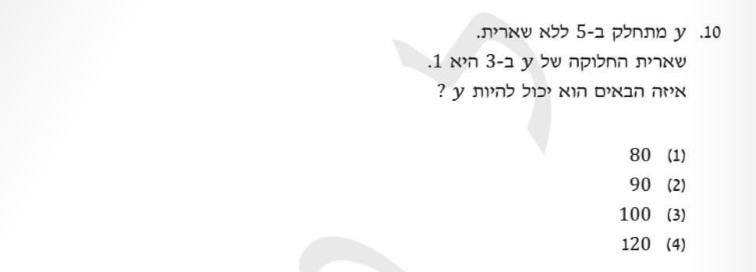 10. y מתחלק ב-5 ללא שארית.
שארית החלוקה של y ב-3 היא 1.
איזה הבאים הוא יכול להיות y ?
(1) 80
(2) 90
(3) 100
(4) 120